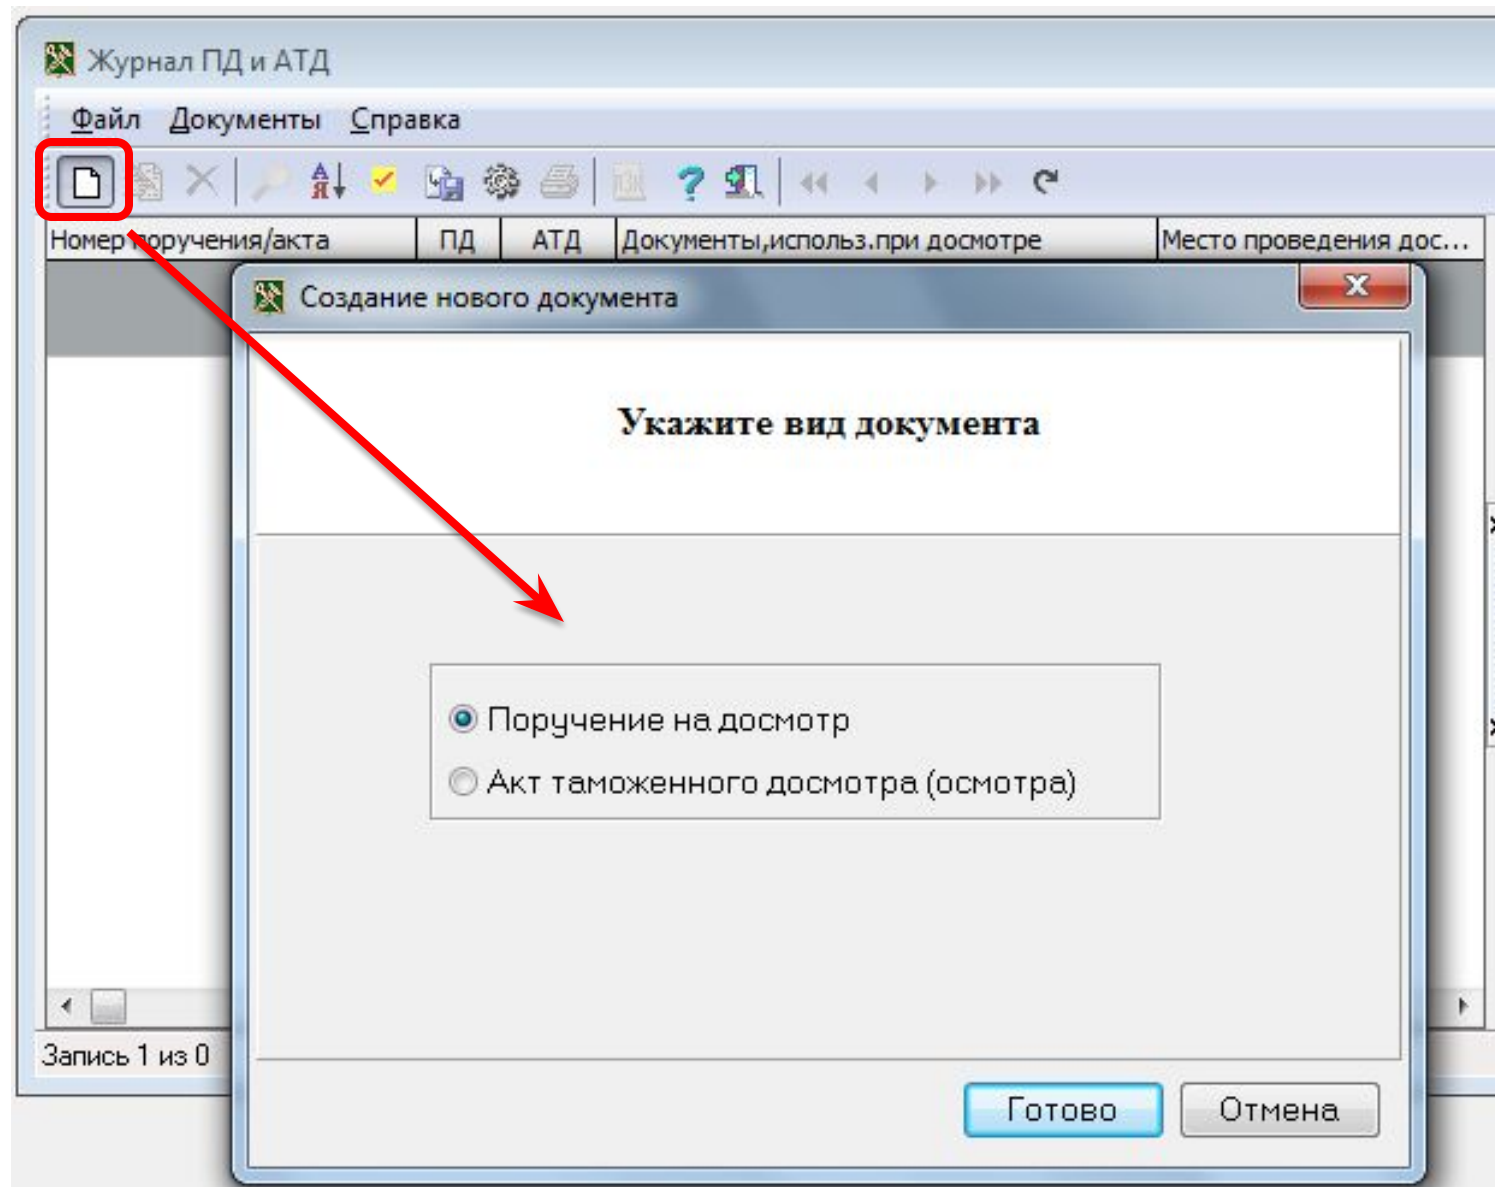 Журнал ПД и АТД
Файл Документы Справка
Номер поручения/акта ПД АТД Документы,использ.при досмотре Место проведения дос...
Создание нового документа
Укажите вид документа
Поручение на досмотр
Акт таможенного досмотра (осмотра)
Запись 1 из 0
Готово Отмена